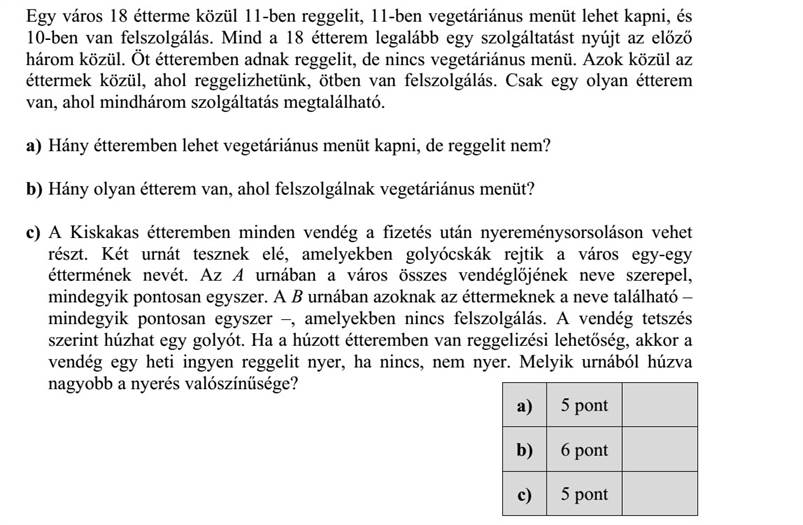 Egy város 18 étterme közül 11-ben reggelit, 11-ben vegetáriánus menüt lehet kapni, és
10-ben van felszolgálás. Mind a 18 étterem legalább egy szolgáltatást nyújt az előző
három közül. Öt étteremben adnak reggelit, de nincs vegetáriánus menü. Azok közül az
éttermek közül, ahol reggelizhetünk, ötben van felszolgálás. Csak egy olyan étterem
van, ahol mindhárom szolgáltatás megtalálható.
a) Hány étteremben lehet vegetáriánus menüt kapni, de reggelit nem?
b) Hány olyan étterem van, ahol felszolgálnak vegetáriánus menüt?
c) A Kiskakas étteremben minden vendég a fizetés után nyereménysorsoláson vehet
részt. Két urnát tesznek elé, amelyekben golyócskák rejtik a város egy-egy
éttermének nevét. Az A urnában a város összes vendéglőjének neve szerepel,
mindegyik pontosan egyszer. A B urnában azoknak az éttermeknek a neve található –
mindegyik pontosan egyszer –, amelyekben nincs felszolgálás. A vendég tetszés
szerint húzhat egy golyót. Ha a húzott étteremben van reggelizési lehetőség, akkor a
vendég egy heti ingyen reggelit nyer, ha nincs, nem nyer. Melyik urnából húzva
nagyobb a nyerés valószínűsége?
a) 5 pont
b) 6 pont
c) 5 pont